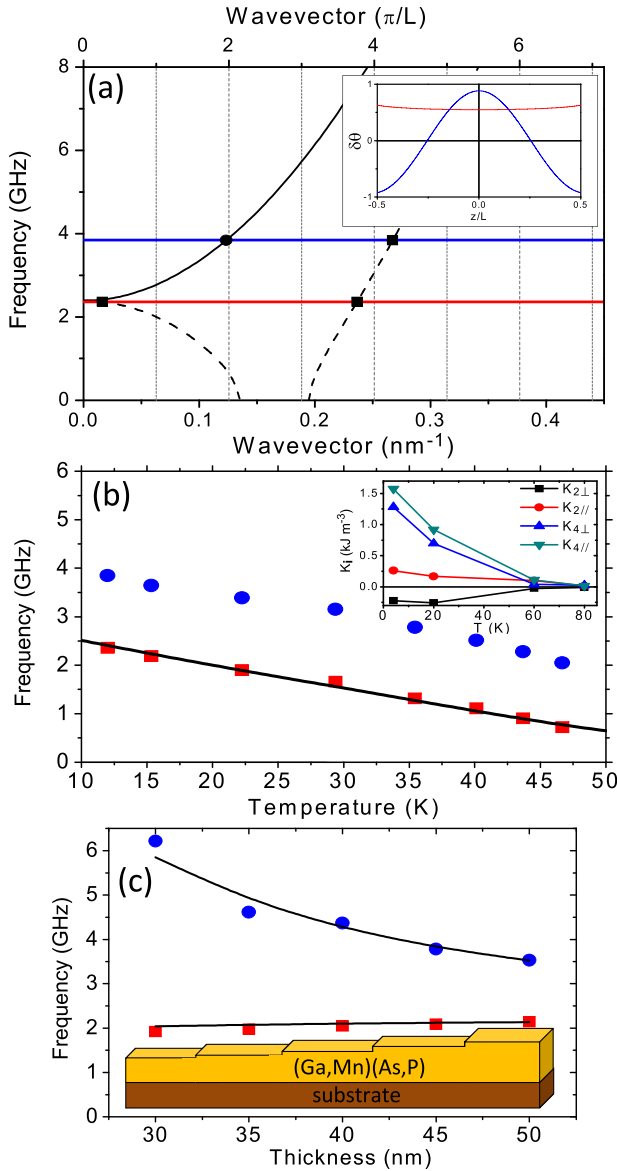 Wavevector (π/L)
0 2 4 6
8
6
4
2
0
(a)
Frequency (GHz)
1
0
-1
δθ
-0.5 0.0 0.5
z/L
0.0 0.1 0.2 0.3 0.4
Wavevector (nm⁻¹)
6
5
4
3
2
1
0
(b)
Frequency (GHz)
1.5
1.0
0.5
0.0
Kᵢ (kJ m⁻³)
K₂⊥
K₂//
K₄⊥
K₄//
0 20 40 60 80
T (K)
10 15 20 25 30 35 40 45 50
Temperature (K)
6
5
4
3
2
1
0
(c)
Frequency (GHz)
(Ga,Mn)(As,P)
substrate
30 35 40 45 50
Thickness (nm)